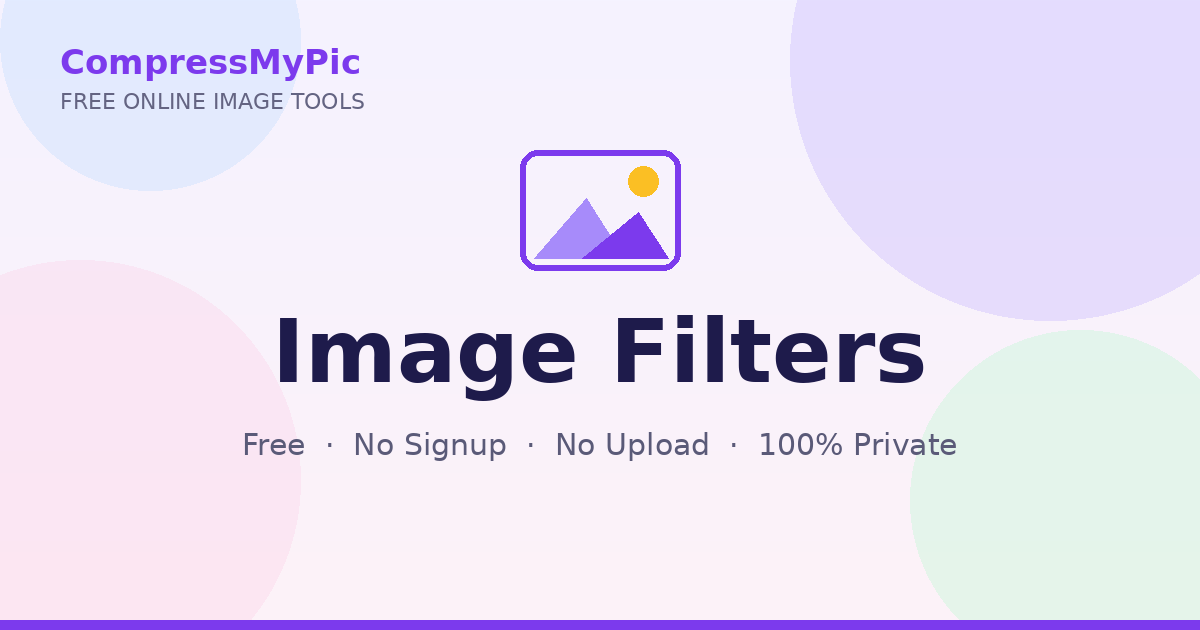 CompressMyPic
FREE ONLINE IMAGE TOOLS
Image Filters
Free · No Signup · No Upload · 100% Private